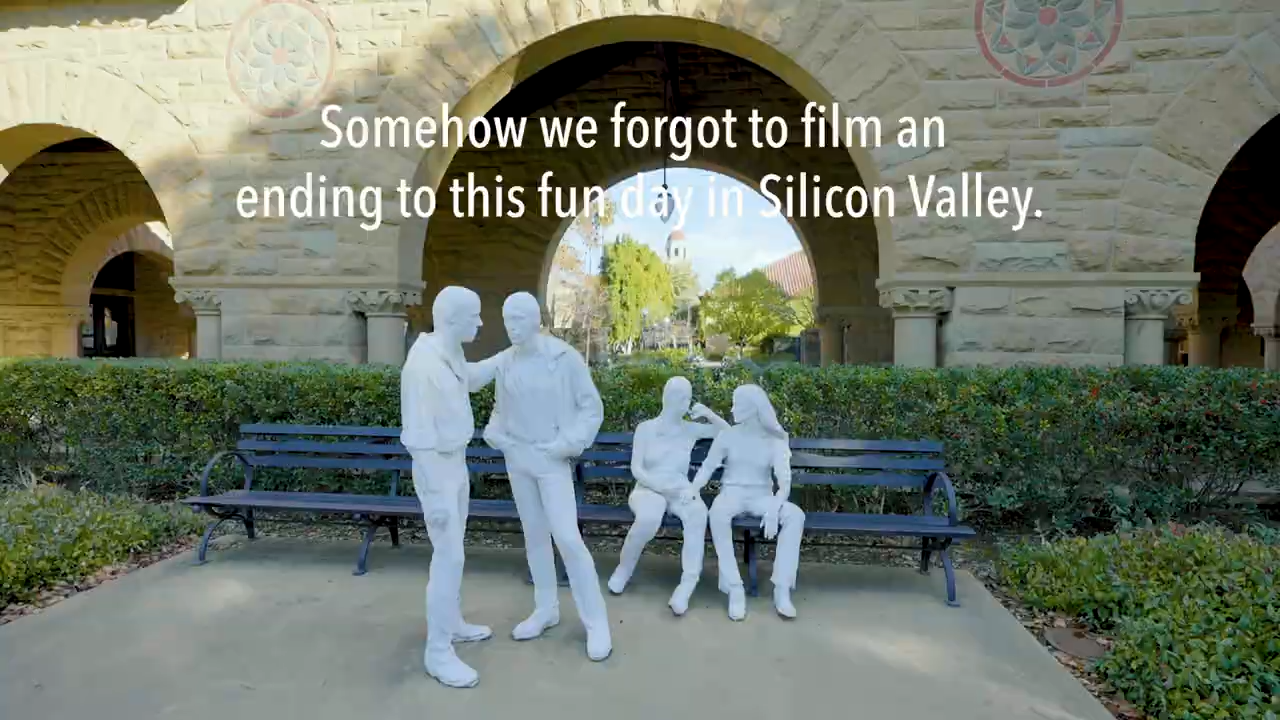 Somehow we forgot to film an
ending to this fun day in Silicon Valley.